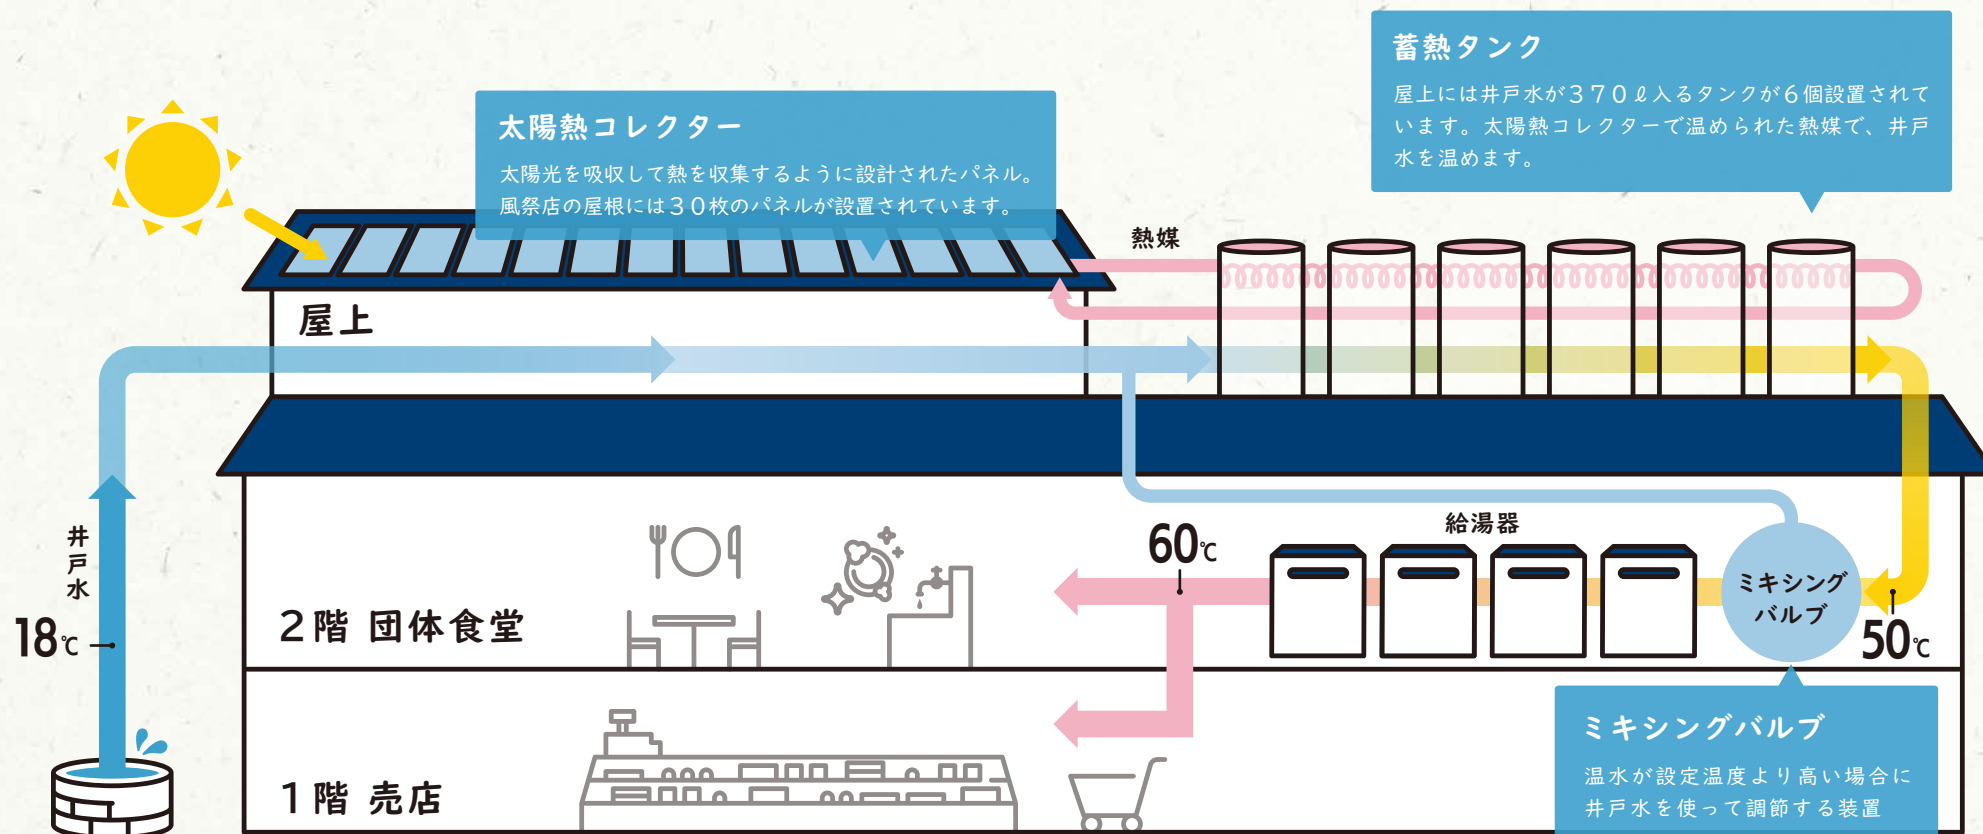 蓄熱タンク
屋上には井戸水が370ℓ入るタンクが6個設置されて
います。太陽熱コレクターで温められた熱媒で、井戸
水を温めます。
太陽熱コレクター
太陽光を吸収して熱を収集するように設計されたパネル。
風祭店の屋根には30枚のパネルが設置されています。
熱媒
屋上
井戸水
18℃
給湯器
60℃
ミキシング
バルブ
50℃
2階 団体食堂
ミキシングバルブ
温水が設定温度より高い場合に
井戸水を使って調節する装置
1階 売店